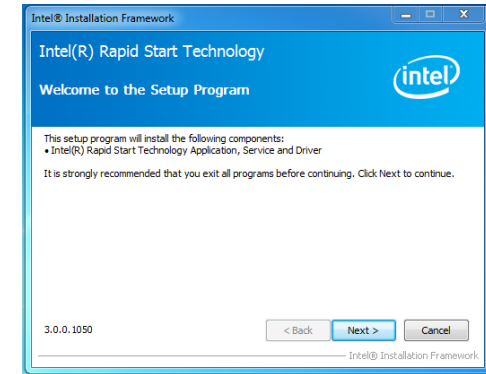 Intel® Installation Framework
Intel(R) Rapid Start Technology
Welcome to the Setup Program
intel
This setup program will install the following components:
• Intel(R) Rapid Start Technology Application, Service and Driver
It is strongly recommended that you exit all programs before continuing. Click Next to continue.
3.0.0.1050
< Back
Next >
Cancel
Intel® Installation Framework